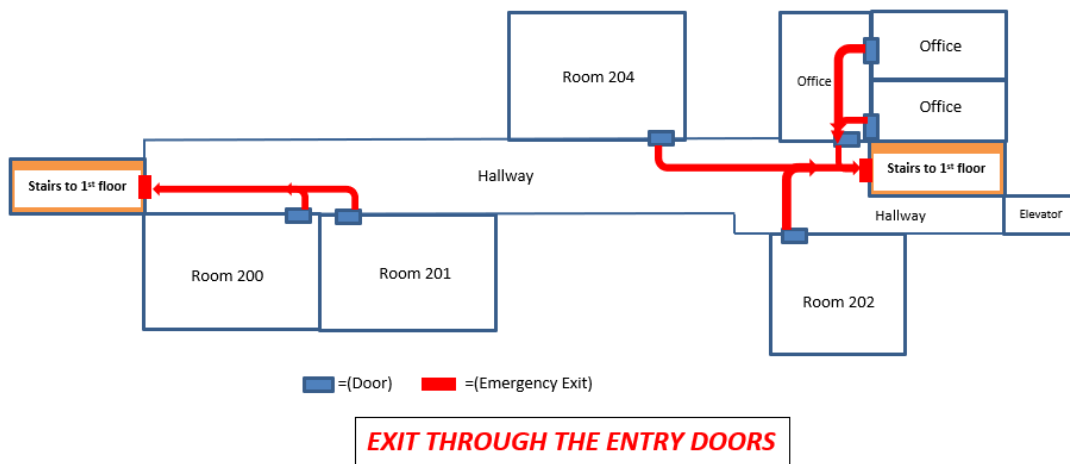 Office
Room 204
Office
Office
Stairs to 1st floor
Hallway
Stairs to 1st floor
Hallway
Elevator
Room 200
Room 201
Room 202
=(Door)
=(Emergency Exit)
EXIT THROUGH THE ENTRY DOORS